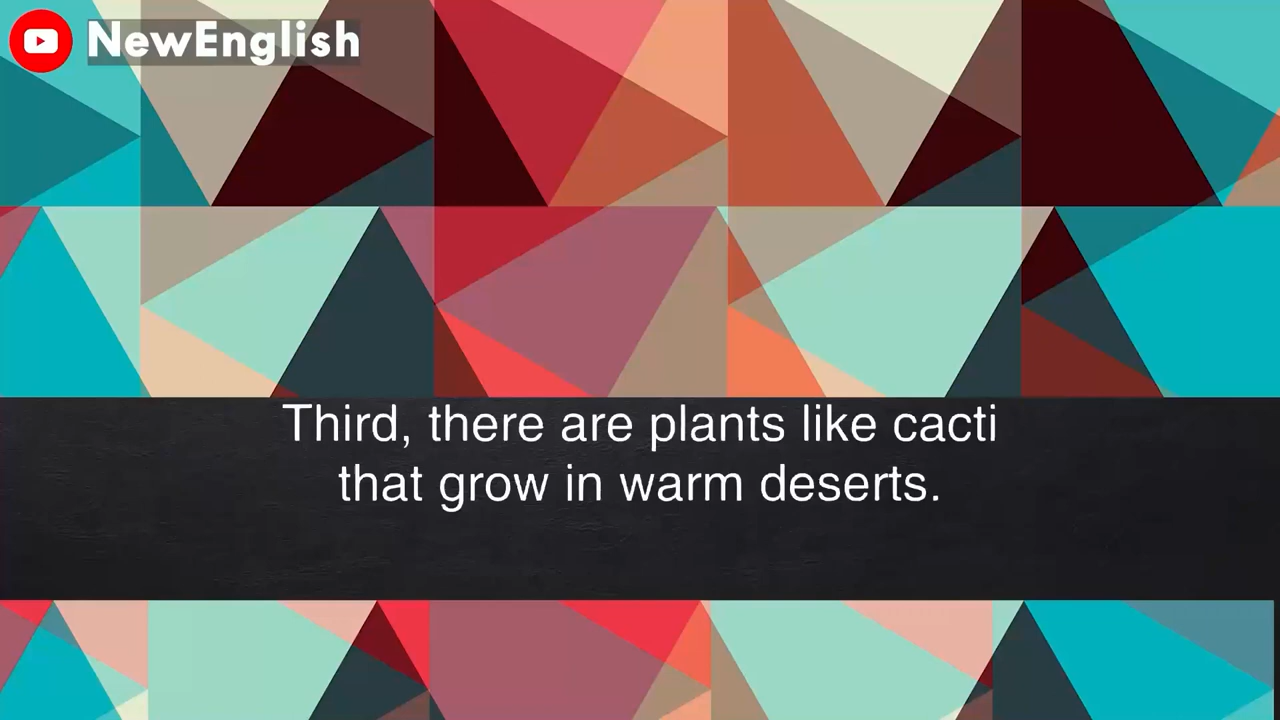 NewEnglish
Third, there are plants like cacti
that grow in warm deserts.